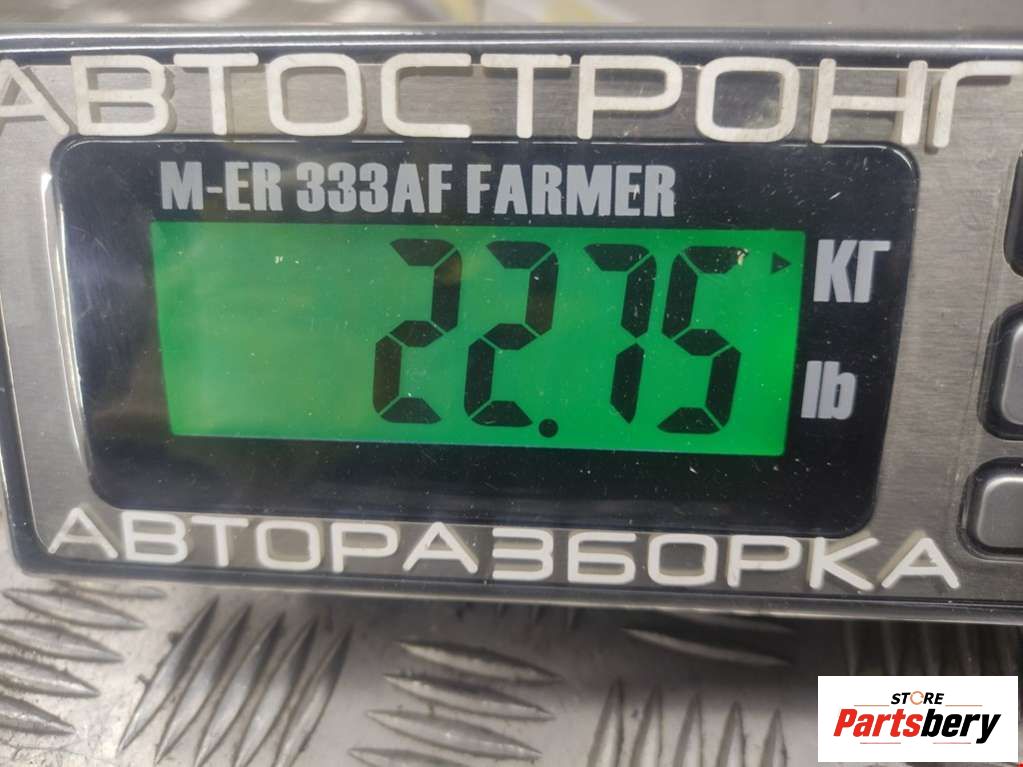 АВТОСТРОНГ
M-ER 333AF FARMER
22.75 КГ
lb
АВТОРАЗБОРКА
STORE
Partsbery